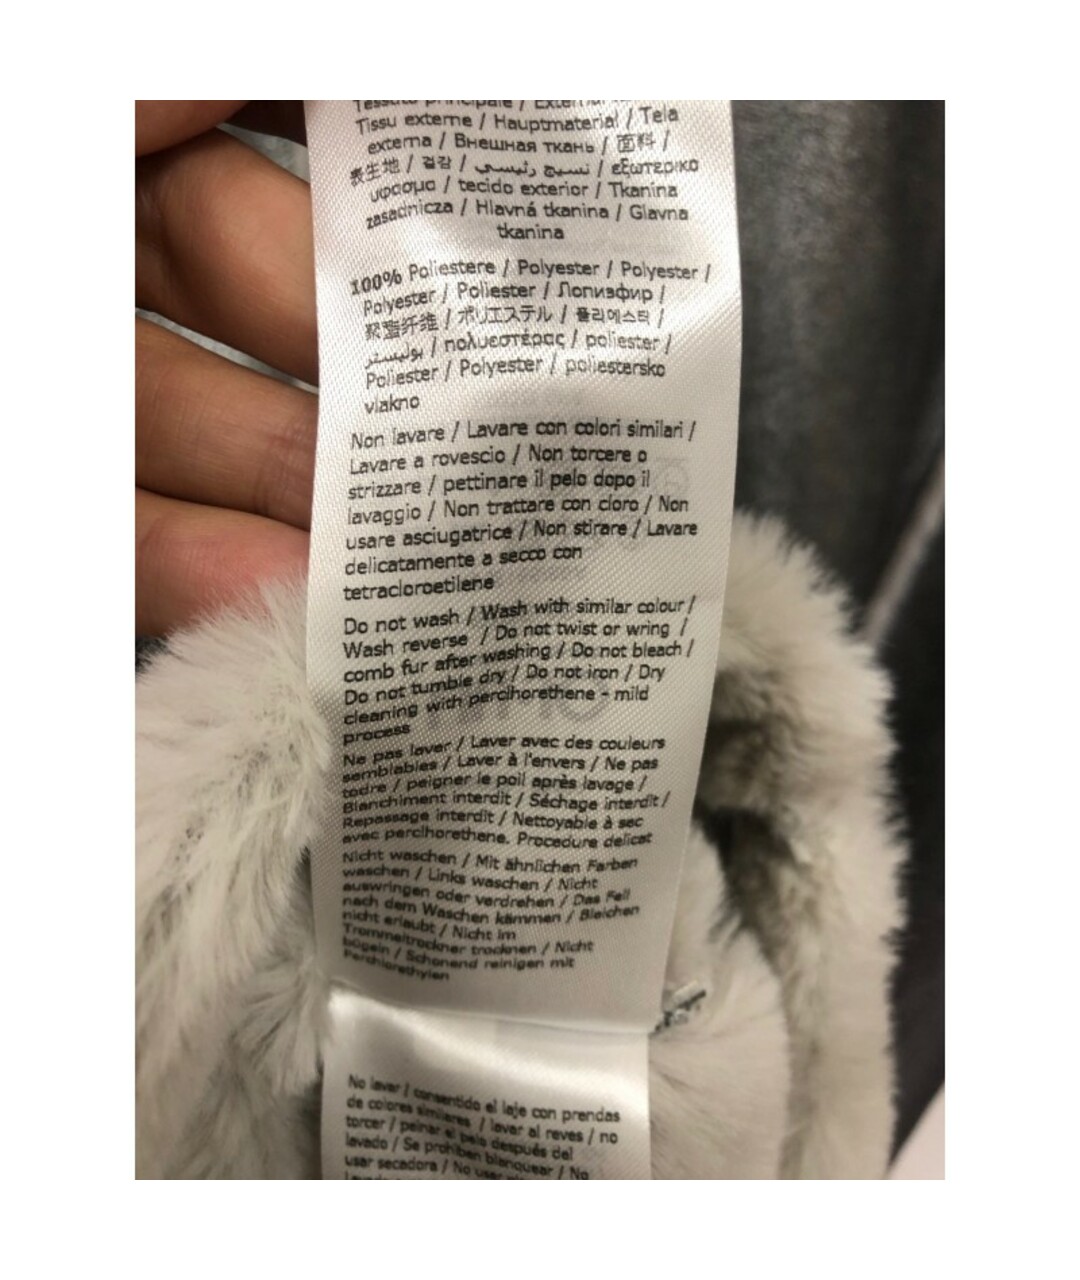 Tessuto principale /
Tissu externe / Hauptmaterial / Tela
externa / Внешная ткань / 面料 /
表生地 / 겉감 / نسيج رئيسي / εξωτερικο
υφασμα / tecido exterior / Tkanina
zasadnicza / Hlavná tkanina / Glavna
tkanina
100% Poliestere / Polyester / Polyester /
Polyester / Poliester / Полиэфир /
聚酯纤维 / ポリエステル / 폴리에스터 /
بوليستر / πολυεστέρας / poliester /
Poliester / Polyester / poliestersko
vlakno
Non lavare / Lavare con colori similari /
Lavare a rovescio / Non torcere o
strizzare / pettinare il pelo dopo il
lavaggio / Non trattare con cloro / Non
usare asciugatrice / Non stirare / Lavare
delicatamente a secco con
tetracloroetilene
Do not wash / Wash with similar colour /
Wash reverse / Do not twist or wring /
comb fur after washing / Do not bleach /
Do not tumble dry / Do not iron / Dry
cleaning with perclhorethene - mild
process
Ne pas laver / Laver avec des couleurs
semblables / Laver à l'envers / Ne pas
todre / peigner le poil après lavage /
Blanchiment interdit / Séchage interdit /
Repassage interdit / Nettoyable à sec
avec perclhorethene. Procedure delicat
Nicht waschen / Mit ähnlichen Farben
waschen / Links waschen / Nicht
auswringen oder verdrehen / Das Fell
nach dem Waschen kämmen / Bleichen
nicht erlaubt / Nicht im
Trommeltrockner trocknen / Nicht
bügeln / Schonend reinigen mit
Perchlorethylen
No lavar / consentido el laje con prendas
de colores similares / lavar al reves / no
torcer / peinar el pelo después del
lavado / Se prohiben blanquear / No
usar secadora / No usar